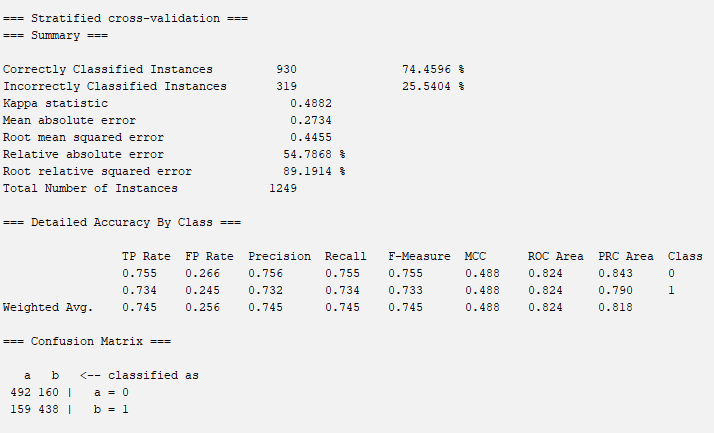 === Stratified cross-validation ===
=== Summary ===
Correctly Classified Instances         930               74.4596 %
Incorrectly Classified Instances       319               25.5404 %
Kappa statistic                          0.4882
Mean absolute error                      0.2734
Root mean squared error                  0.4455
Relative absolute error                 54.7868 %
Root relative squared error             89.1914 %
Total Number of Instances             1249
=== Detailed Accuracy By Class ===
                 TP Rate  FP Rate  Precision  Recall   F-Measure  MCC      ROC Area  PRC Area  Class
                 0.755    0.266    0.756      0.755    0.755      0.488    0.824     0.843     0
                 0.734    0.245    0.732      0.734    0.733      0.488    0.824     0.790     1
Weighted Avg.    0.745    0.256    0.745      0.745    0.745      0.488    0.824     0.818
=== Confusion Matrix ===
   a   b   <-- classified as
 492 160 |   a = 0
 159 438 |   b = 1